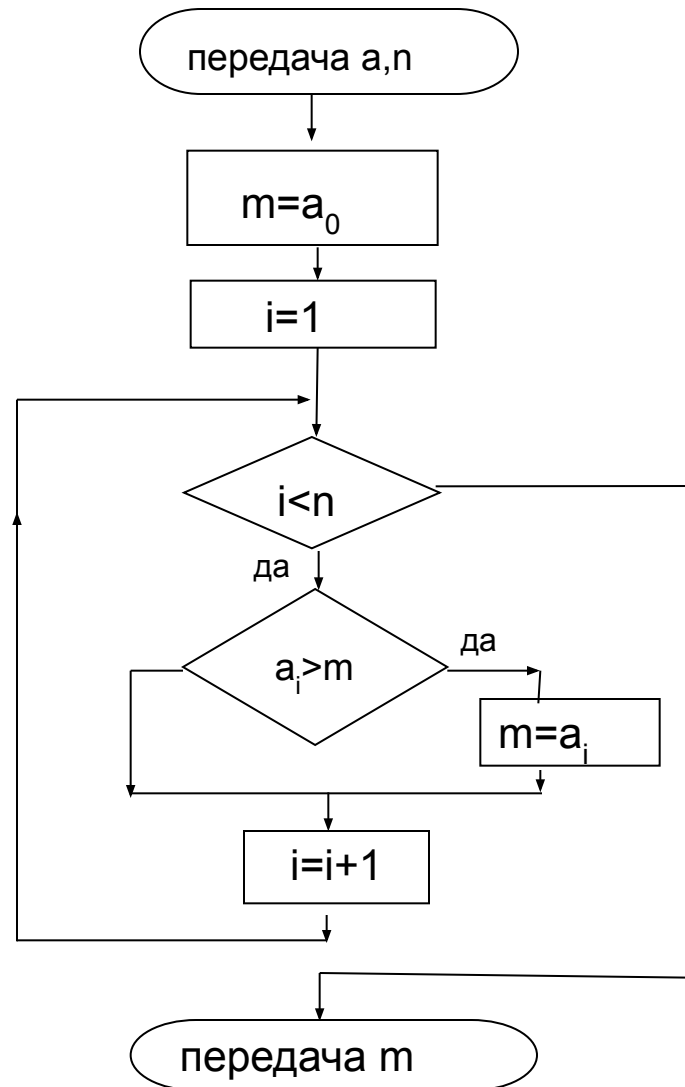 передача a,n
m=a₀
i=1
i<n
да
aᵢ>m
да
m=aᵢ
i=i+1
передача m